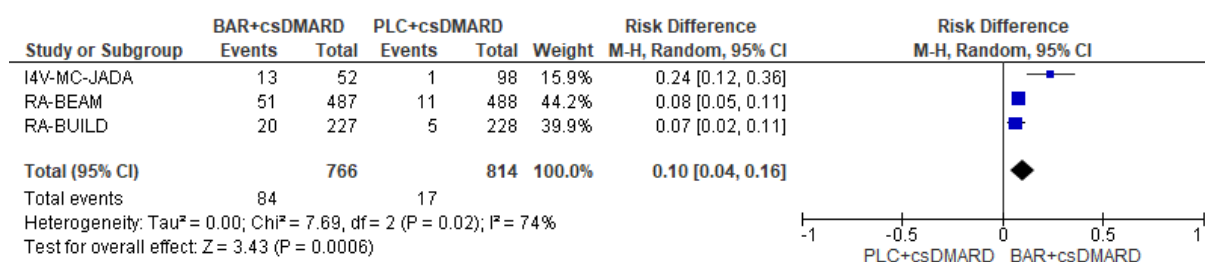 BAR+csDMARD PLC+csDMARD Risk Difference Risk Difference
Study or Subgroup Events Total Events Total Weight M-H, Random, 95% CI M-H, Random, 95% CI
I4V-MC-JADA 13 52 1 98 15.9% 0.24 [0.12, 0.36]
RA-BEAM 51 487 11 488 44.2% 0.08 [0.05, 0.11]
RA-BUILD 20 227 5 228 39.9% 0.07 [0.02, 0.11]
Total (95% CI) 766 814 100.0% 0.10 [0.04, 0.16]
Total events 84 17
Heterogeneity: Tau² = 0.00; Chi² = 7.69, df = 2 (P = 0.02); I² = 74%
Test for overall effect: Z = 3.43 (P = 0.0006)
-1 -0.5 0 0.5 1
PLC+csDMARD BAR+csDMARD